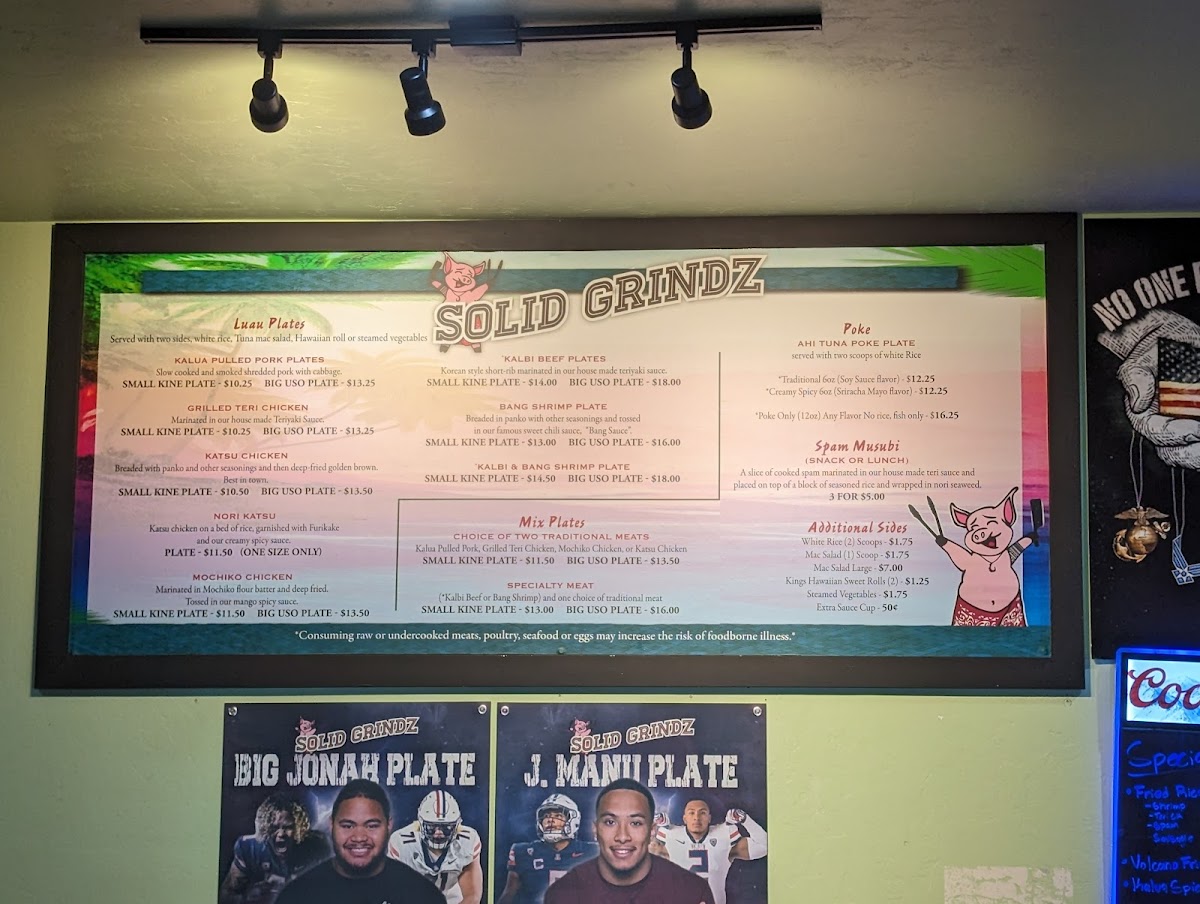 SOLID GRINDZ
Luau Plates
Served with two sides, white rice, Tuna mac salad, Hawaiian roll or steamed vegetables
KALUA PULLED PORK PLATES
Slow cooked and smoked shredded pork with cabbage.
SMALL KINE PLATE - $10.25 BIG USO PLATE - $13.25
GRILLED TERI CHICKEN
Marinated in our house made Teriyaki Sauce.
SMALL KINE PLATE - $10.25 BIG USO PLATE - $13.25
KATSU CHICKEN
Breaded with panko and other seasonings and then deep-fried golden brown.
Best in town.
SMALL KINE PLATE - $10.50 BIG USO PLATE - $13.50
NORI KATSU
Katsu chicken on a bed of rice, garnished with Furikake
and our creamy spicy sauce.
PLATE - $11.50 (ONE SIZE ONLY)
MOCHIKO CHICKEN
Marinated in Mochiko flour batter and deep fried.
Tossed in our mango spicy sauce.
SMALL KINE PLATE - $11.50 BIG USO PLATE - $13.50
*KALBI BEEF PLATES
Korean style short-rib marinated in our house made teriyaki sauce.
SMALL KINE PLATE - $14.00 BIG USO PLATE - $18.00
BANG SHRIMP PLATE
Breaded in panko with other seasonings and tossed
in our famous sweet chili sauce, "Bang Sauce".
SMALL KINE PLATE - $13.00 BIG USO PLATE - $16.00
*KALBI & BANG SHRIMP PLATE
SMALL KINE PLATE - $14.50 BIG USO PLATE - $18.00
Mix Plates
CHOICE OF TWO TRADITIONAL MEATS
Kalua Pulled Pork, Grilled Teri Chicken, Mochiko Chicken, or Katsu Chicken
SMALL KINE PLATE - $11.50 BIG USO PLATE - $13.50
SPECIALTY MEAT
(*Kalbi Beef or Bang Shrimp) and one choice of traditional meat
SMALL KINE PLATE - $13.00 BIG USO PLATE - $16.00
Poke
AHI TUNA POKE PLATE
served with two scoops of white Rice
*Traditional 6oz (Soy Sauce flavor) - $12.25
*Creamy Spicy 6oz (Sriracha Mayo flavor) - $12.25
*Poke Only (12oz) Any Flavor No rice, fish only - $16.25
Spam Musubi
(SNACK OR LUNCH)
A slice of cooked spam marinated in our house made teri sauce and
placed on top of a block of seasoned rice and wrapped in nori seaweed.
3 FOR $5.00
Additional Sides
White Rice (2) Scoops - $1.75
Mac Salad (1) Scoop - $1.75
Mac Salad Large - $7.00
Kings Hawaiian Sweet Rolls (2) - $1.25
Steamed Vegetables - $1.75
Extra Sauce Cup - 50¢
*Consuming raw or undercooked meats, poultry, seafood or eggs may increase the risk of foodborne illness.*
NO ONE
SOLID GRINDZ
BIG JONAH PLATE
SOLID GRINDZ
J. MANU PLATE
2
Coo
Specia
• Fried Rice
- Shrimp
- Spam
• Volcano Fr